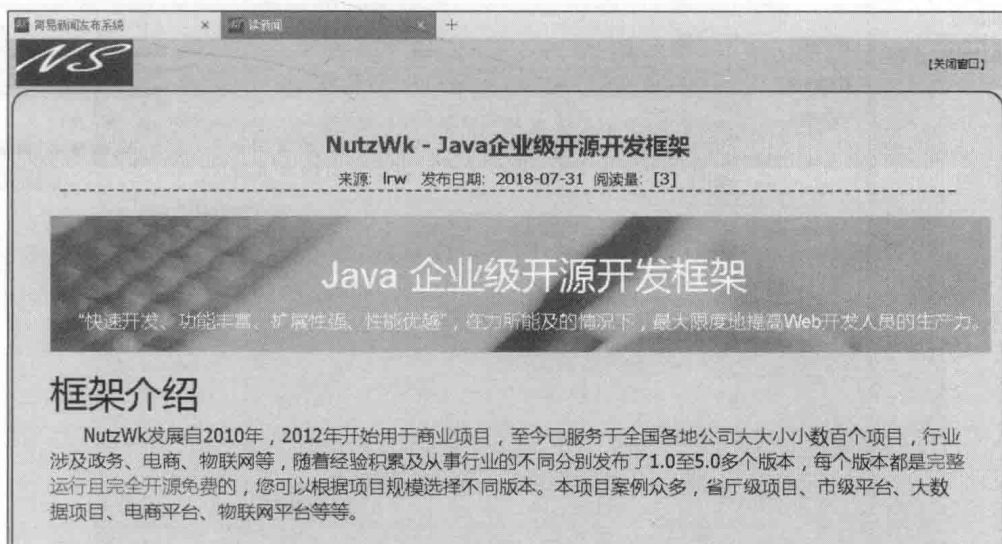 简易新闻发布系统 × 读新闻 × +
NS
【关闭窗口】
NutzWk - Java企业级开源开发框架
来源: lrw 发布日期: 2018-07-31 阅读量: [3]
Java 企业级开源开发框架
“快速开发、功能丰富、扩展性强、性能优越”，在力所能及的情况下，最大限度地提高Web开发人员的生产力。
框架介绍
NutzWk发展自2010年，2012年开始用于商业项目，至今已服务于全国各地公司大大小小数百个项目，行业
涉及政务、电商、物联网等，随着经验积累及从事行业的不同分别发布了1.0至5.0多个版本，每个版本都是完整
运行且完全开源免费的，您可以根据项目规模选择不同版本。本项目案例众多，省厅级项目、市级平台、大数
据项目、电商平台、物联网平台等等。